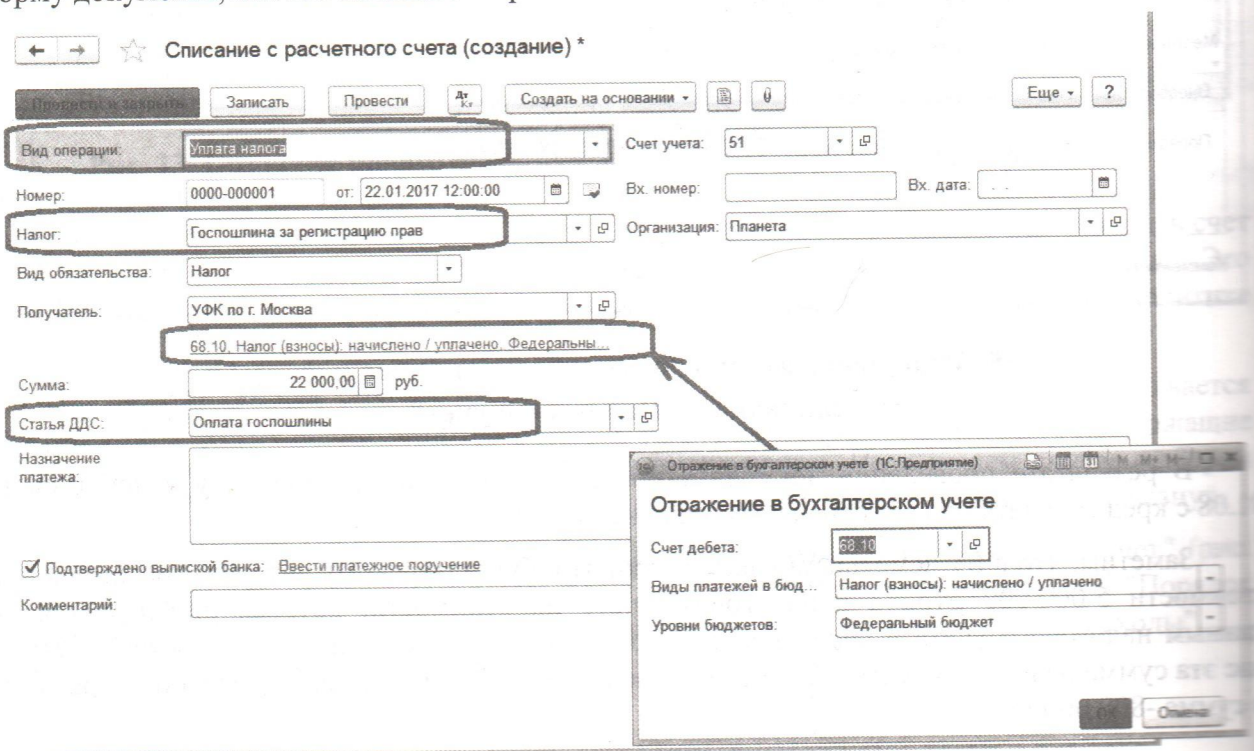 ← → ☆ Списание с расчетного счета (создание) *
Провести и закрыть Записать Провести Дт Кт Создать на основании Еще ?
Вид операции: Уплата налога Счет учета: 51
Номер: 0000-000001 от: 22.01.2017 12:00:00 Вх. номер: Вх. дата: . .
Налог: Госпошлина за регистрацию прав Организация: Планета
Вид обязательства: Налог
Получатель: УФК по г. Москва
68.10, Налог (взносы): начислено / уплачено, Федеральны...
Сумма: 22 000,00 руб.
Статья ДДС: Оплата госпошлины
Назначение
платежа:
Подтверждено выпиской банка: Ввести платежное поручение
Комментарий:
Отражение в бухгалтерском учете (1С:Предприятие) 31 M M+ M-
Отражение в бухгалтерском учете
Счет дебета: 68.10
Виды платежей в бюд... Налог (взносы): начислено / уплачено
Уровни бюджетов: Федеральный бюджет
ОК Отмена